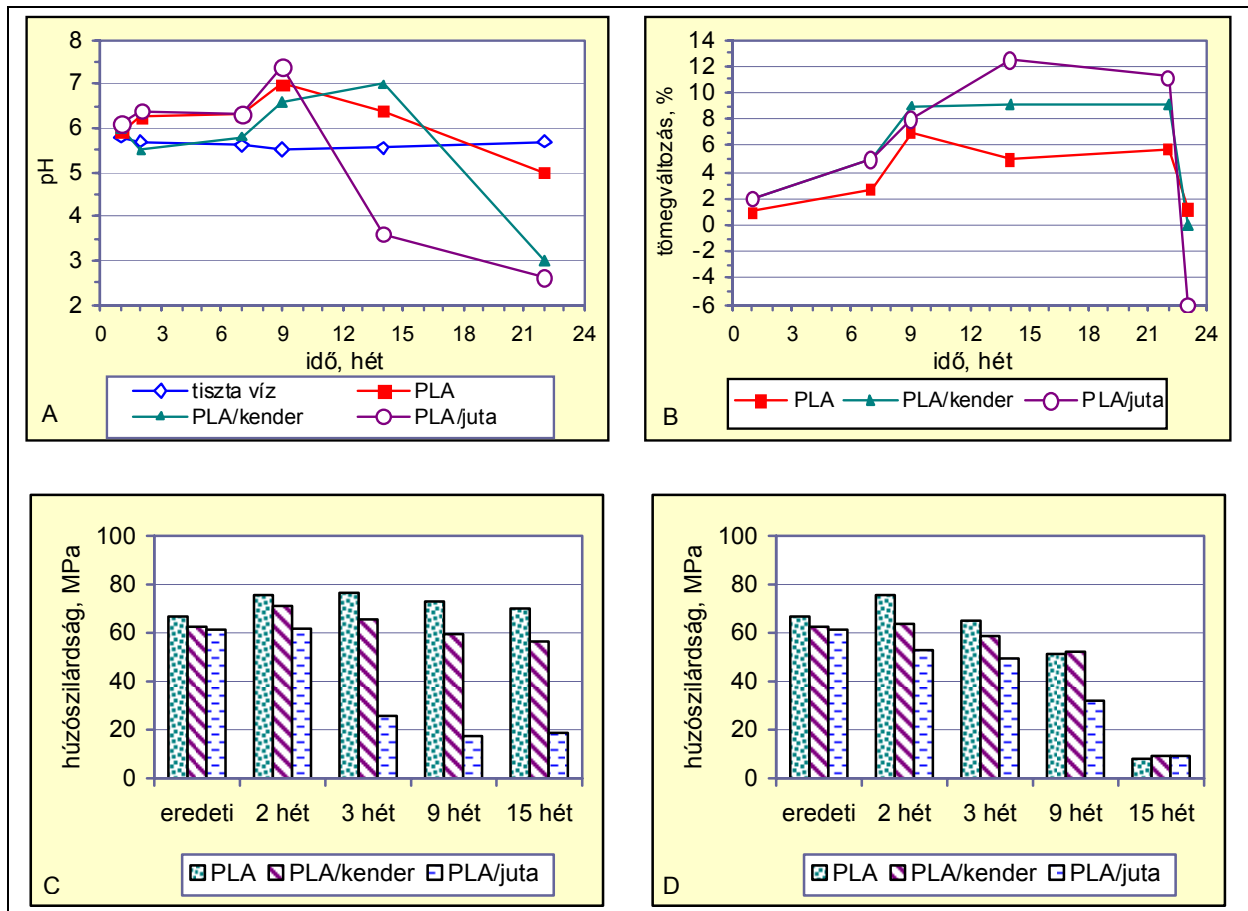 8
7
6
5
4
3
2
pH
0 3 6 9 12 15 18 21 24
idő, hét
tiszta víz PLA
PLA/kender PLA/juta
A
14
12
10
8
6
4
2
0
-2
-4
-6
tömegváltozás, %
0 3 6 9 12 15 18 21 24
idő, hét
PLA PLA/kender PLA/juta
B
100
80
60
40
20
0
húzószilárdság, MPa
eredeti 2 hét 3 hét 9 hét 15 hét
PLA PLA/kender PLA/juta
C
100
80
60
40
20
0
húzószilárdság, MPa
eredeti 2 hét 3 hét 9 hét 15 hét
PLA PLA/kender PLA/juta
D